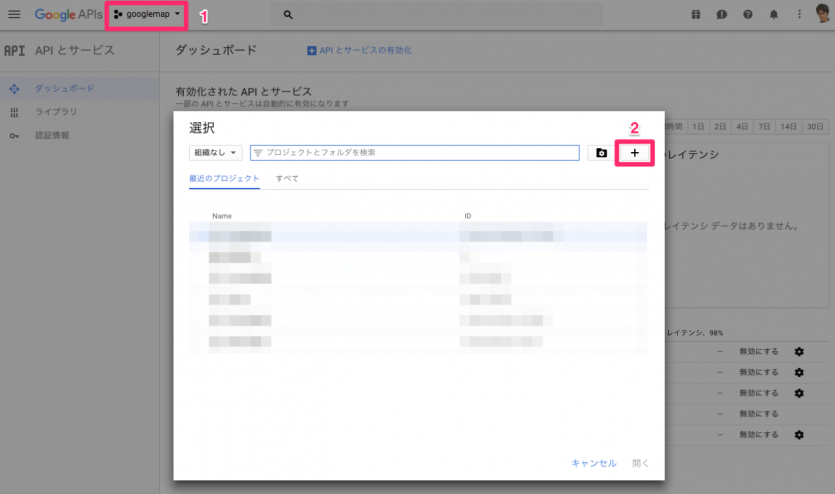 Google APIs googlemap 1
API API とサービス
ダッシュボード API とサービスの有効化
ダッシュボード
ライブラリ
認証情報
有効化された API とサービス
一部の API とサービスは自動的に有効になります
時間 1日 2日 4日 7日 14日 30日
レイテンシ
レイテンシ データはありません。
レイテンシ、98%
無効にする
無効にする
無効にする
無効にする
無効にする
選択
2
組織なし プロジェクトとフォルダを検索 +
最近のプロジェクト すべて
Name ID
キャンセル 開く